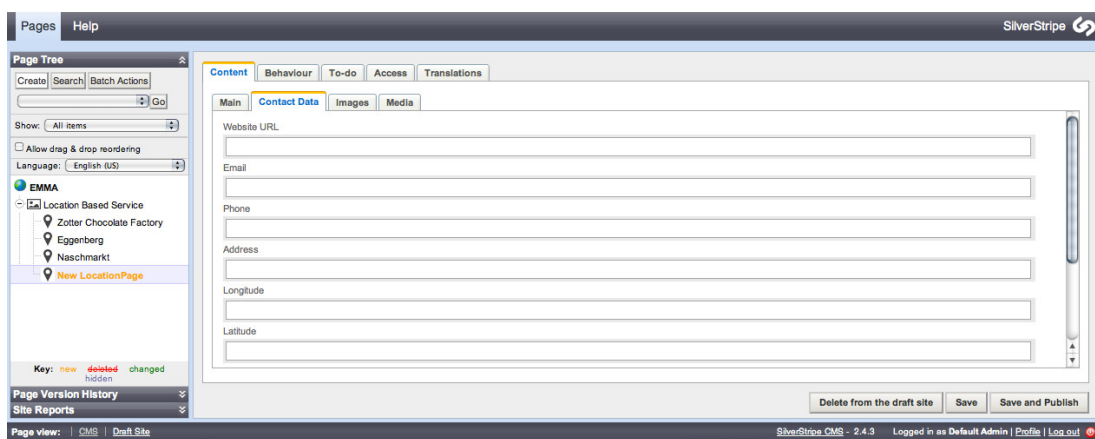 Pages Help SilverStripe
Page Tree
Create Search Batch Actions
Go
Show: All items
Allow drag & drop reordering
Language: English (US)
EMMA
Location Based Service
Zotter Chocolate Factory
Eggenberg
Naschmarkt
New LocationPage
Key: new deleted changed
hidden
Page Version History
Site Reports
Content Behaviour To-do Access Translations
Main Contact Data Images Media
Website URL
Email
Phone
Address
Longitude
Latitude
Delete from the draft site Save Save and Publish
Page view: | CMS | Draft Site SilverStripe CMS - 2.4.3 Logged in as Default Admin | Profile | Log out